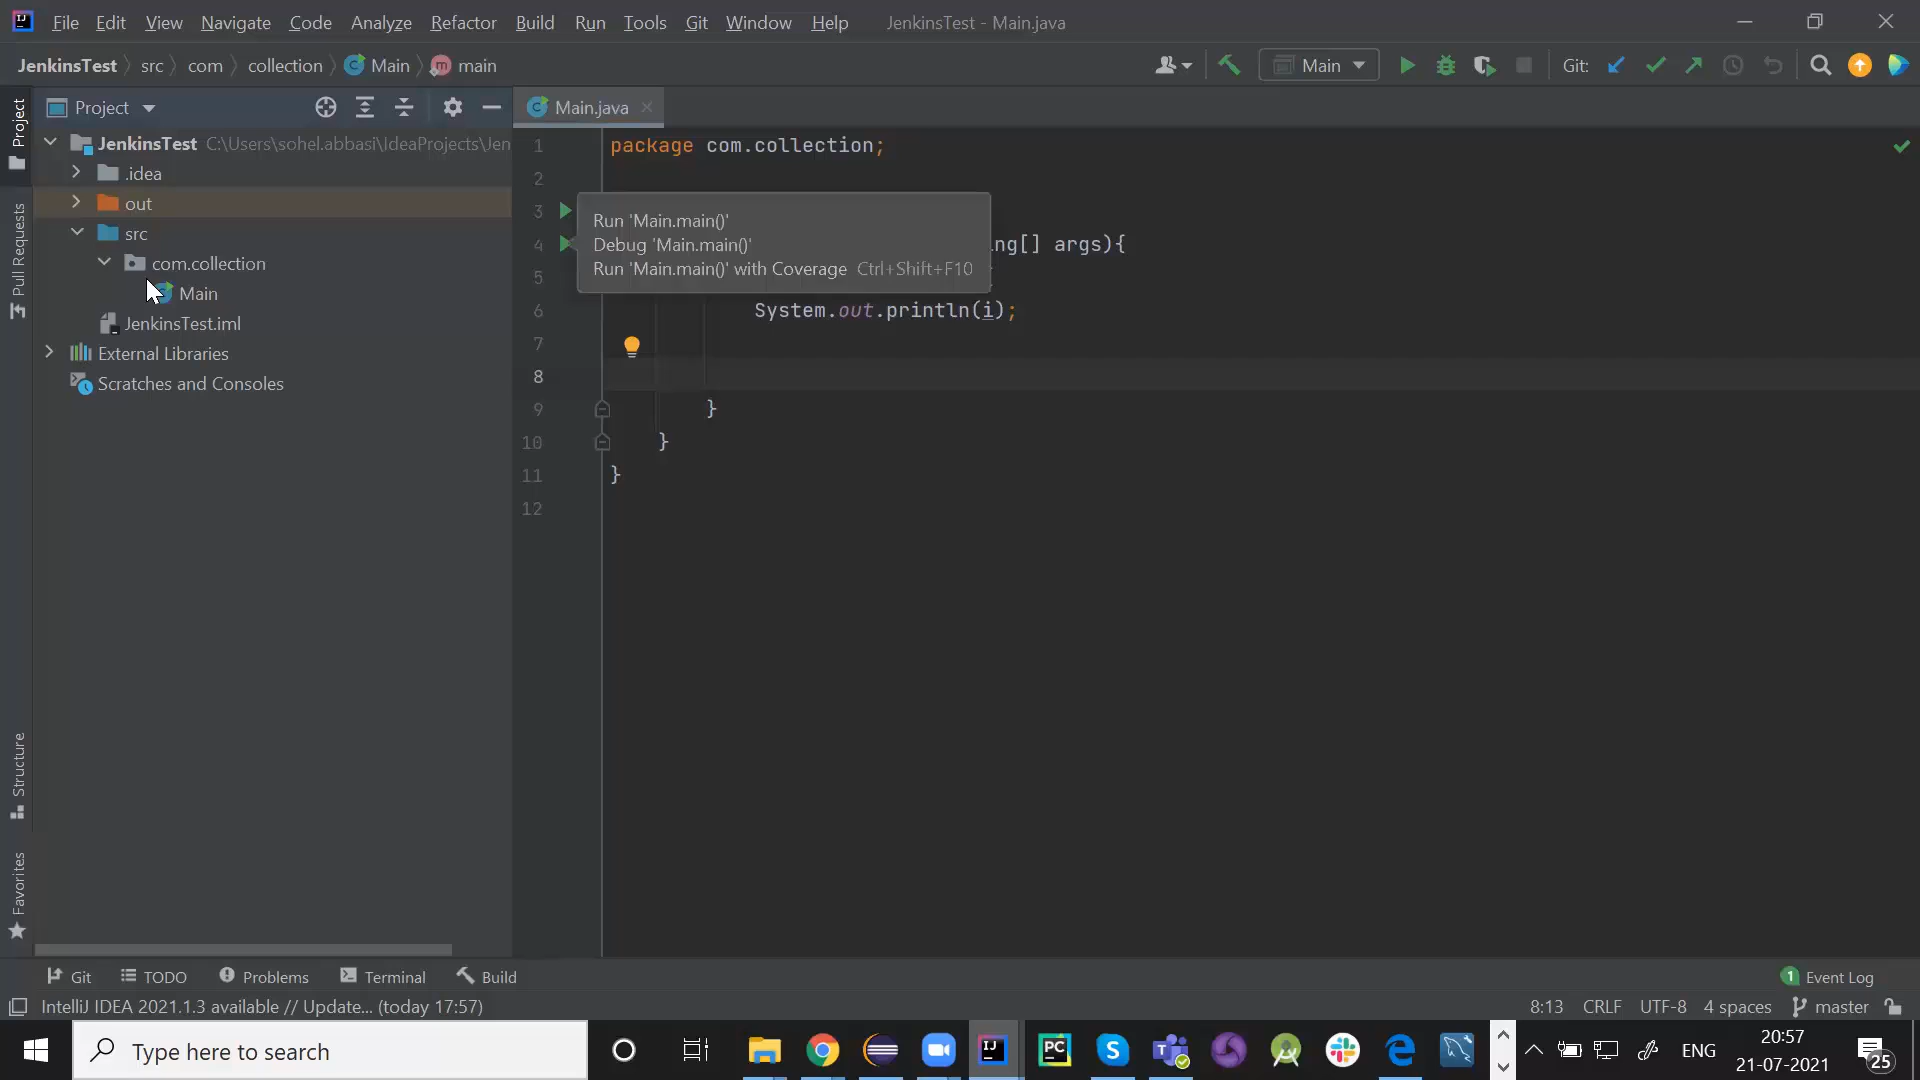 File Edit View Navigate Code Analyze Refactor Build Run Tools Git Window Help JenkinsTest - Main.java
JenkinsTest src com collection Main main Main Git:
Project Main.java
JenkinsTest C:\Users\sohel.abbasi\IdeaProjects\Jen
.idea
out
src
com.collection
Main
JenkinsTest.iml
External Libraries
Scratches and Consoles
Project
Pull Requests
Structure
Favorites
1 package com.collection;
2
3
4 ng[] args){
5
6 System.out.println(i);
7
8
9 }
10 }
11 }
12
Run 'Main.main()'
Debug 'Main.main()'
Run 'Main.main()' with Coverage Ctrl+Shift+F10
Git TODO Problems Terminal Build 1 Event Log
IntelliJ IDEA 2021.1.3 available // Update... (today 17:57) 8:13 CRLF UTF-8 4 spaces master
Type here to search IJ PC S ENG 20:57
21-07-2021 25